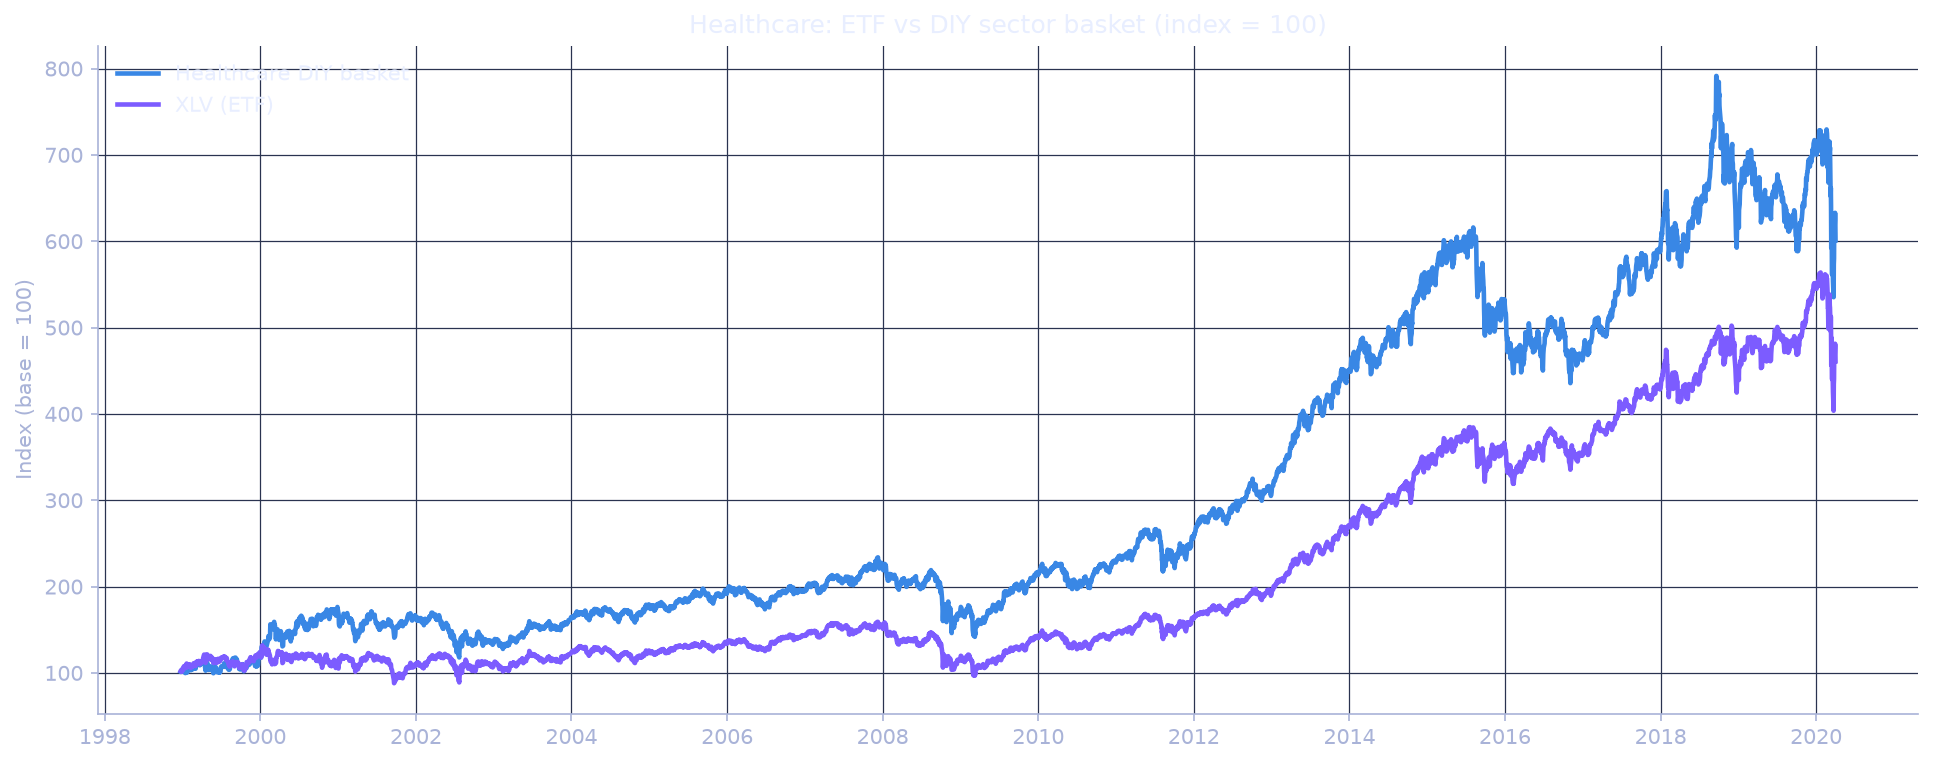 Healthcare: ETF vs DIY sector basket (index = 100)
Healthcare DIY basket
XLV (ETF)
Index (base = 100)
800
700
600
500
400
300
200
100
1998 2000 2002 2004 2006 2008 2010 2012 2014 2016 2018 2020